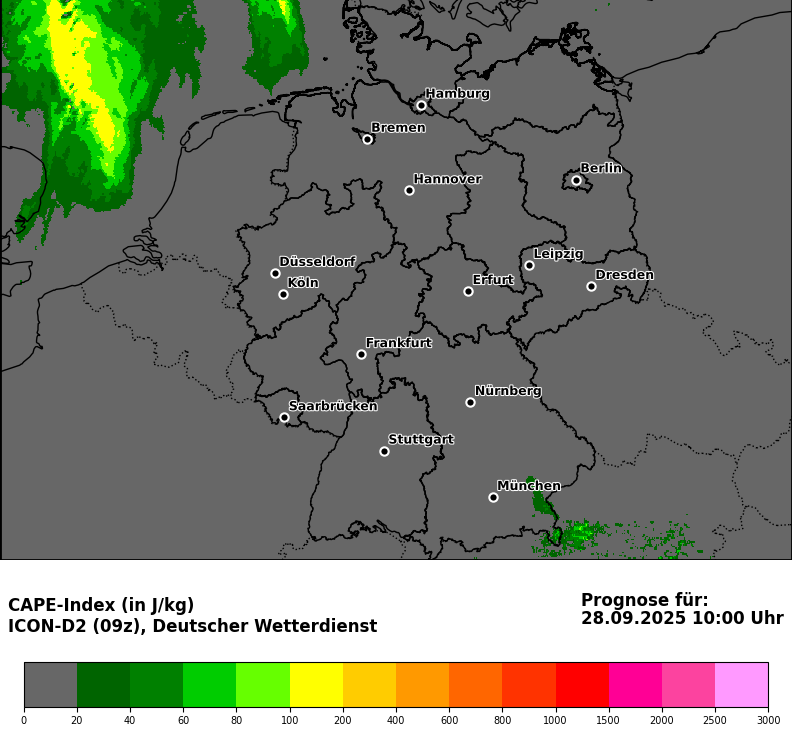 Hamburg
Bremen
Berlin
Hannover
Leipzig
Düsseldorf
Dresden
Köln
Erfurt
Frankfurt
Nürnberg
Saarbrücken
Stuttgart
München
CAPE-Index (in J/kg)
ICON-D2 (09z), Deutscher Wetterdienst
Prognose für:
28.09.2025 10:00 Uhr
0 20 40 60 80 100 200 400 600 800 1000 1500 2000 2500 3000